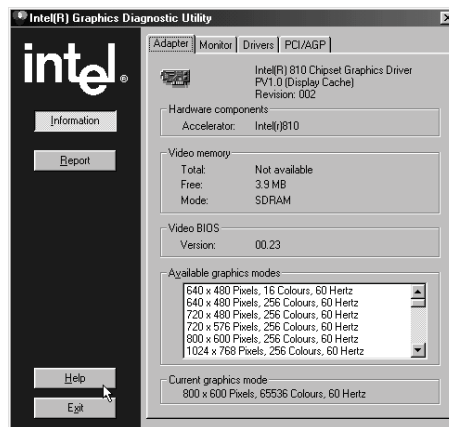 Intel(R) Graphics Diagnostic Utility
intel®
Information
Report
Help
Exit
Adapter Monitor Drivers PCI/AGP
Intel(R) 810 Chipset Graphics Driver
PV1.0 (Display Cache)
Revision: 002
Hardware components
Accelerator: Intel(r)810
Video memory
Total: Not available
Free: 3.9 MB
Mode: SDRAM
Video BIOS
Version: 00.23
Available graphics modes
640 x 480 Pixels, 16 Colours, 60 Hertz
640 x 480 Pixels, 256 Colours, 60 Hertz
720 x 480 Pixels, 256 Colours, 60 Hertz
720 x 576 Pixels, 256 Colours, 60 Hertz
800 x 600 Pixels, 256 Colours, 60 Hertz
1024 x 768 Pixels, 256 Colours, 60 Hertz
Current graphics mode
800 x 600 Pixels, 65536 Colours, 60 Hertz